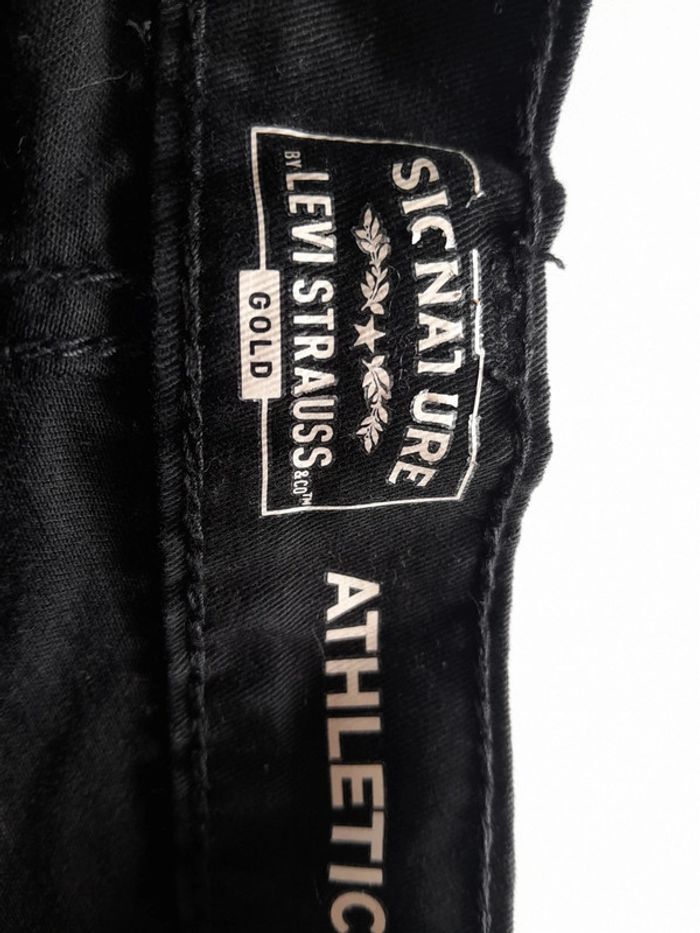 SIGNATURE
BY LEVI STRAUSS & CO™
GOLD
ATHLETIC